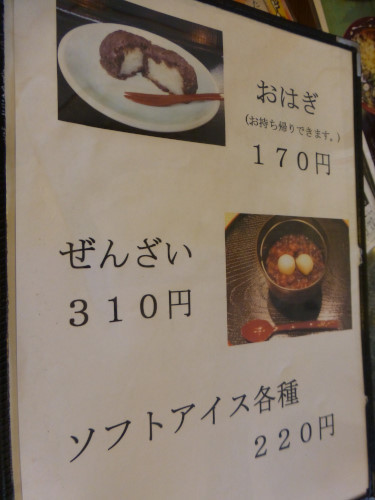 おはぎ
(お持ち帰りできます。)
１７０円
ぜんざい
３１０円
ソフトアイス各種
２２０円